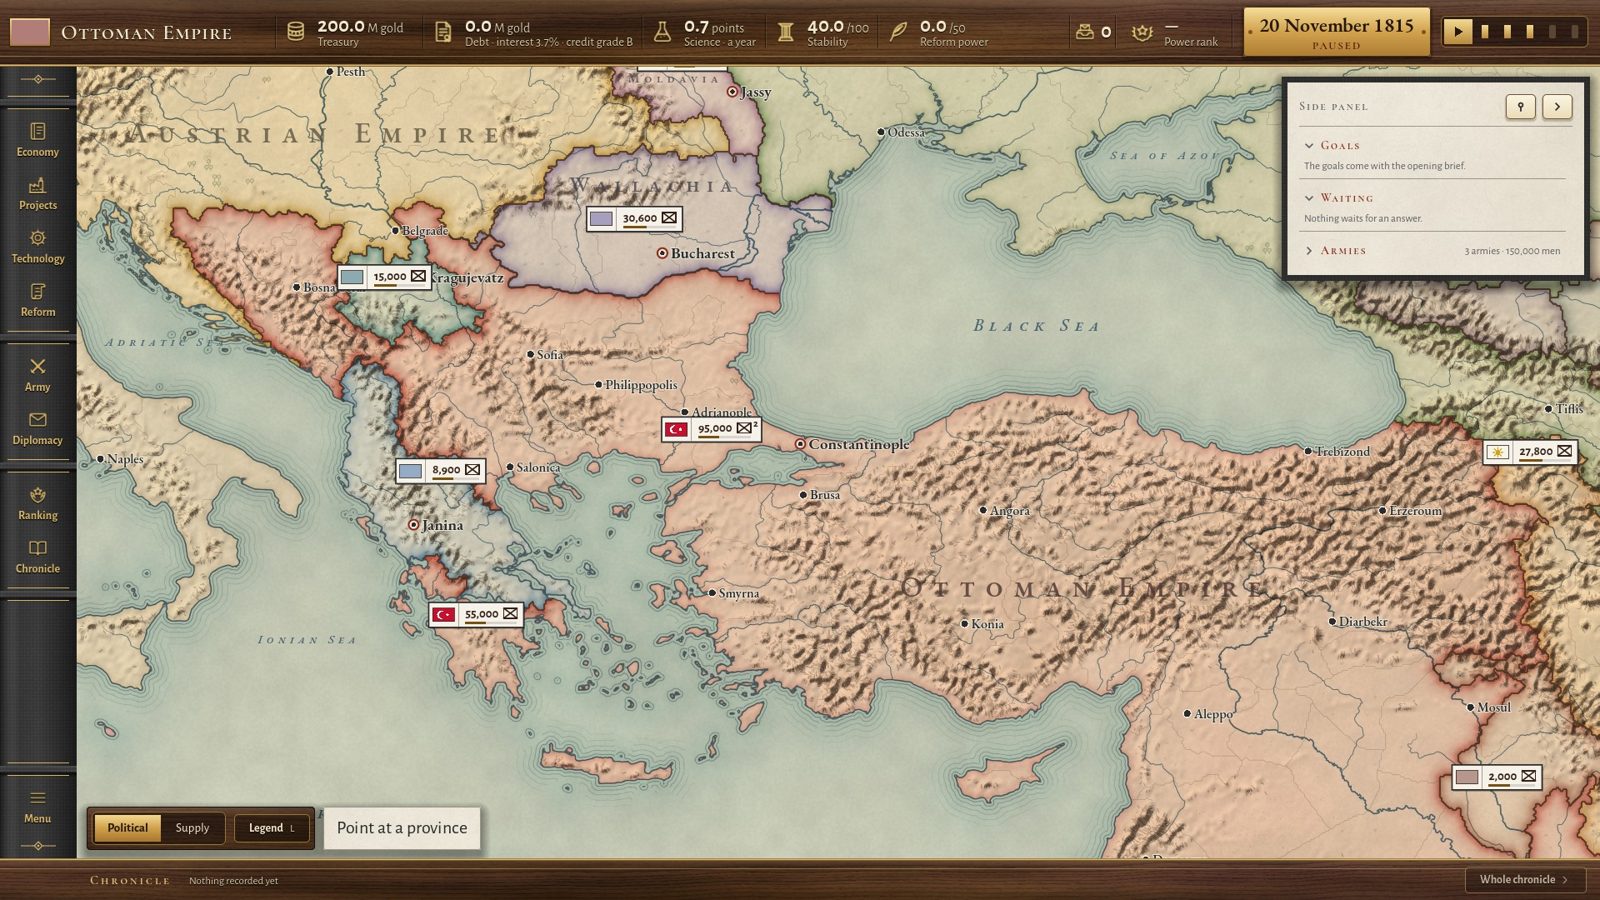 Ottoman Empire
200.0 M gold
Treasury
0.0 M gold
Debt · interest 3.7% · credit grade B
0.7 points
Science · a year
40.0 /100
Stability
0.0 /50
Reform power
0
—
Power rank
20 November 1815
PAUSED
Economy
Projects
Technology
Reform
Army
Diplomacy
Ranking
Chronicle
Menu
Side panel
Goals
The goals come with the opening brief.
Waiting
Nothing waits for an answer.
Armies
3 armies · 150,000 men
Pesth
Moldavia
Jassy
Austrian Empire
Odessa
Sea of Azov
Wallachia
30,600
Belgrade
Bucharest
15,000
Kragujevatz
Bosna
Black Sea
Adriatic Sea
Sofia
Philippopolis
Adrianople
Tiflis
95,000 2
Constantinople
Trebizond
27,800
Naples
8,900
Salonica
Brusa
Angora
Erzeroum
Janina
Ottoman Empire
Smyrna
55,000
Konia
Diarbekr
Ionian Sea
Aleppo
Mosul
2,000
Political
Supply
Legend L
Point at a province
Chronicle
Nothing recorded yet
Whole chronicle